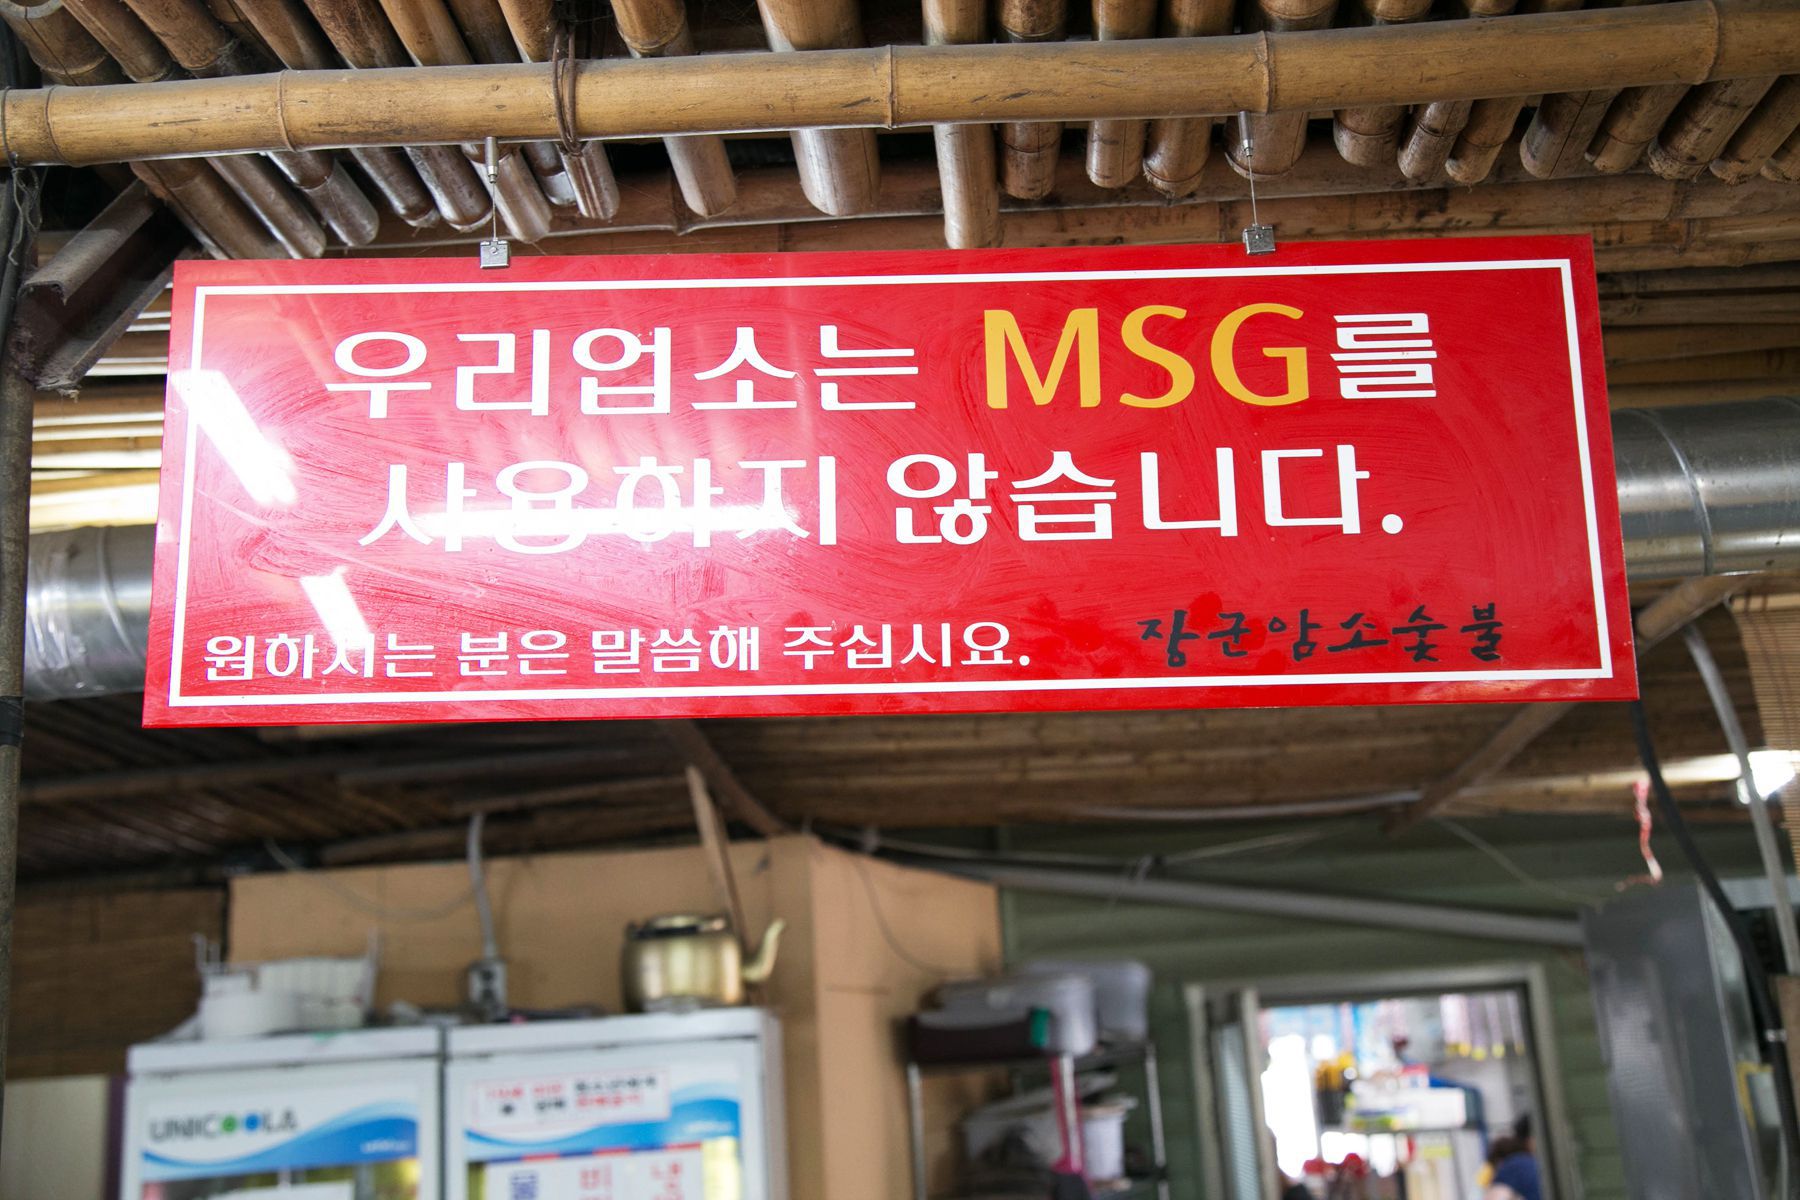 우리업소는 MSG를
사용하지 않습니다.
원하시는 분은 말씀해 주십시요. 장군암소숯불
UNICOOLA